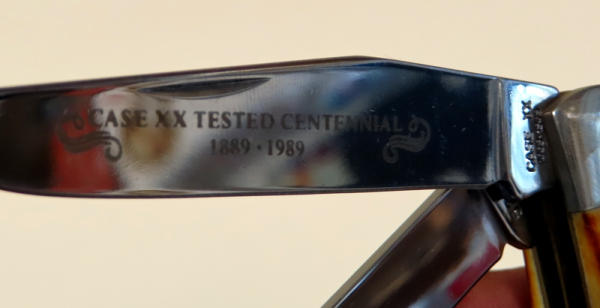 CASE XX TESTED CENTENNIAL
1889 · 1989
CASE XX